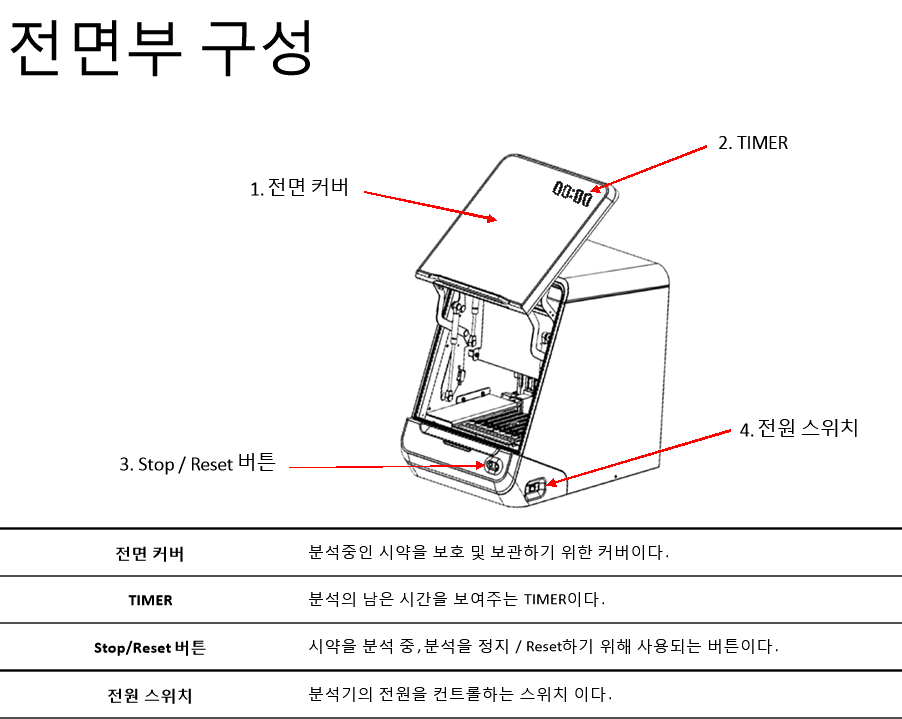 전면부 구성
2. TIMER
1. 전면 커버
00:00
4. 전원 스위치
3. Stop / Reset 버튼
전면 커버 분석중인 시약을 보호 및 보관하기 위한 커버이다.
TIMER 분석의 남은 시간을 보여주는 TIMER이다.
Stop/Reset 버튼 시약을 분석 중,분석을 정지 / Reset하기 위해 사용되는 버튼이다.
전원 스위치 분석기의 전원을 컨트롤하는 스위치 이다.